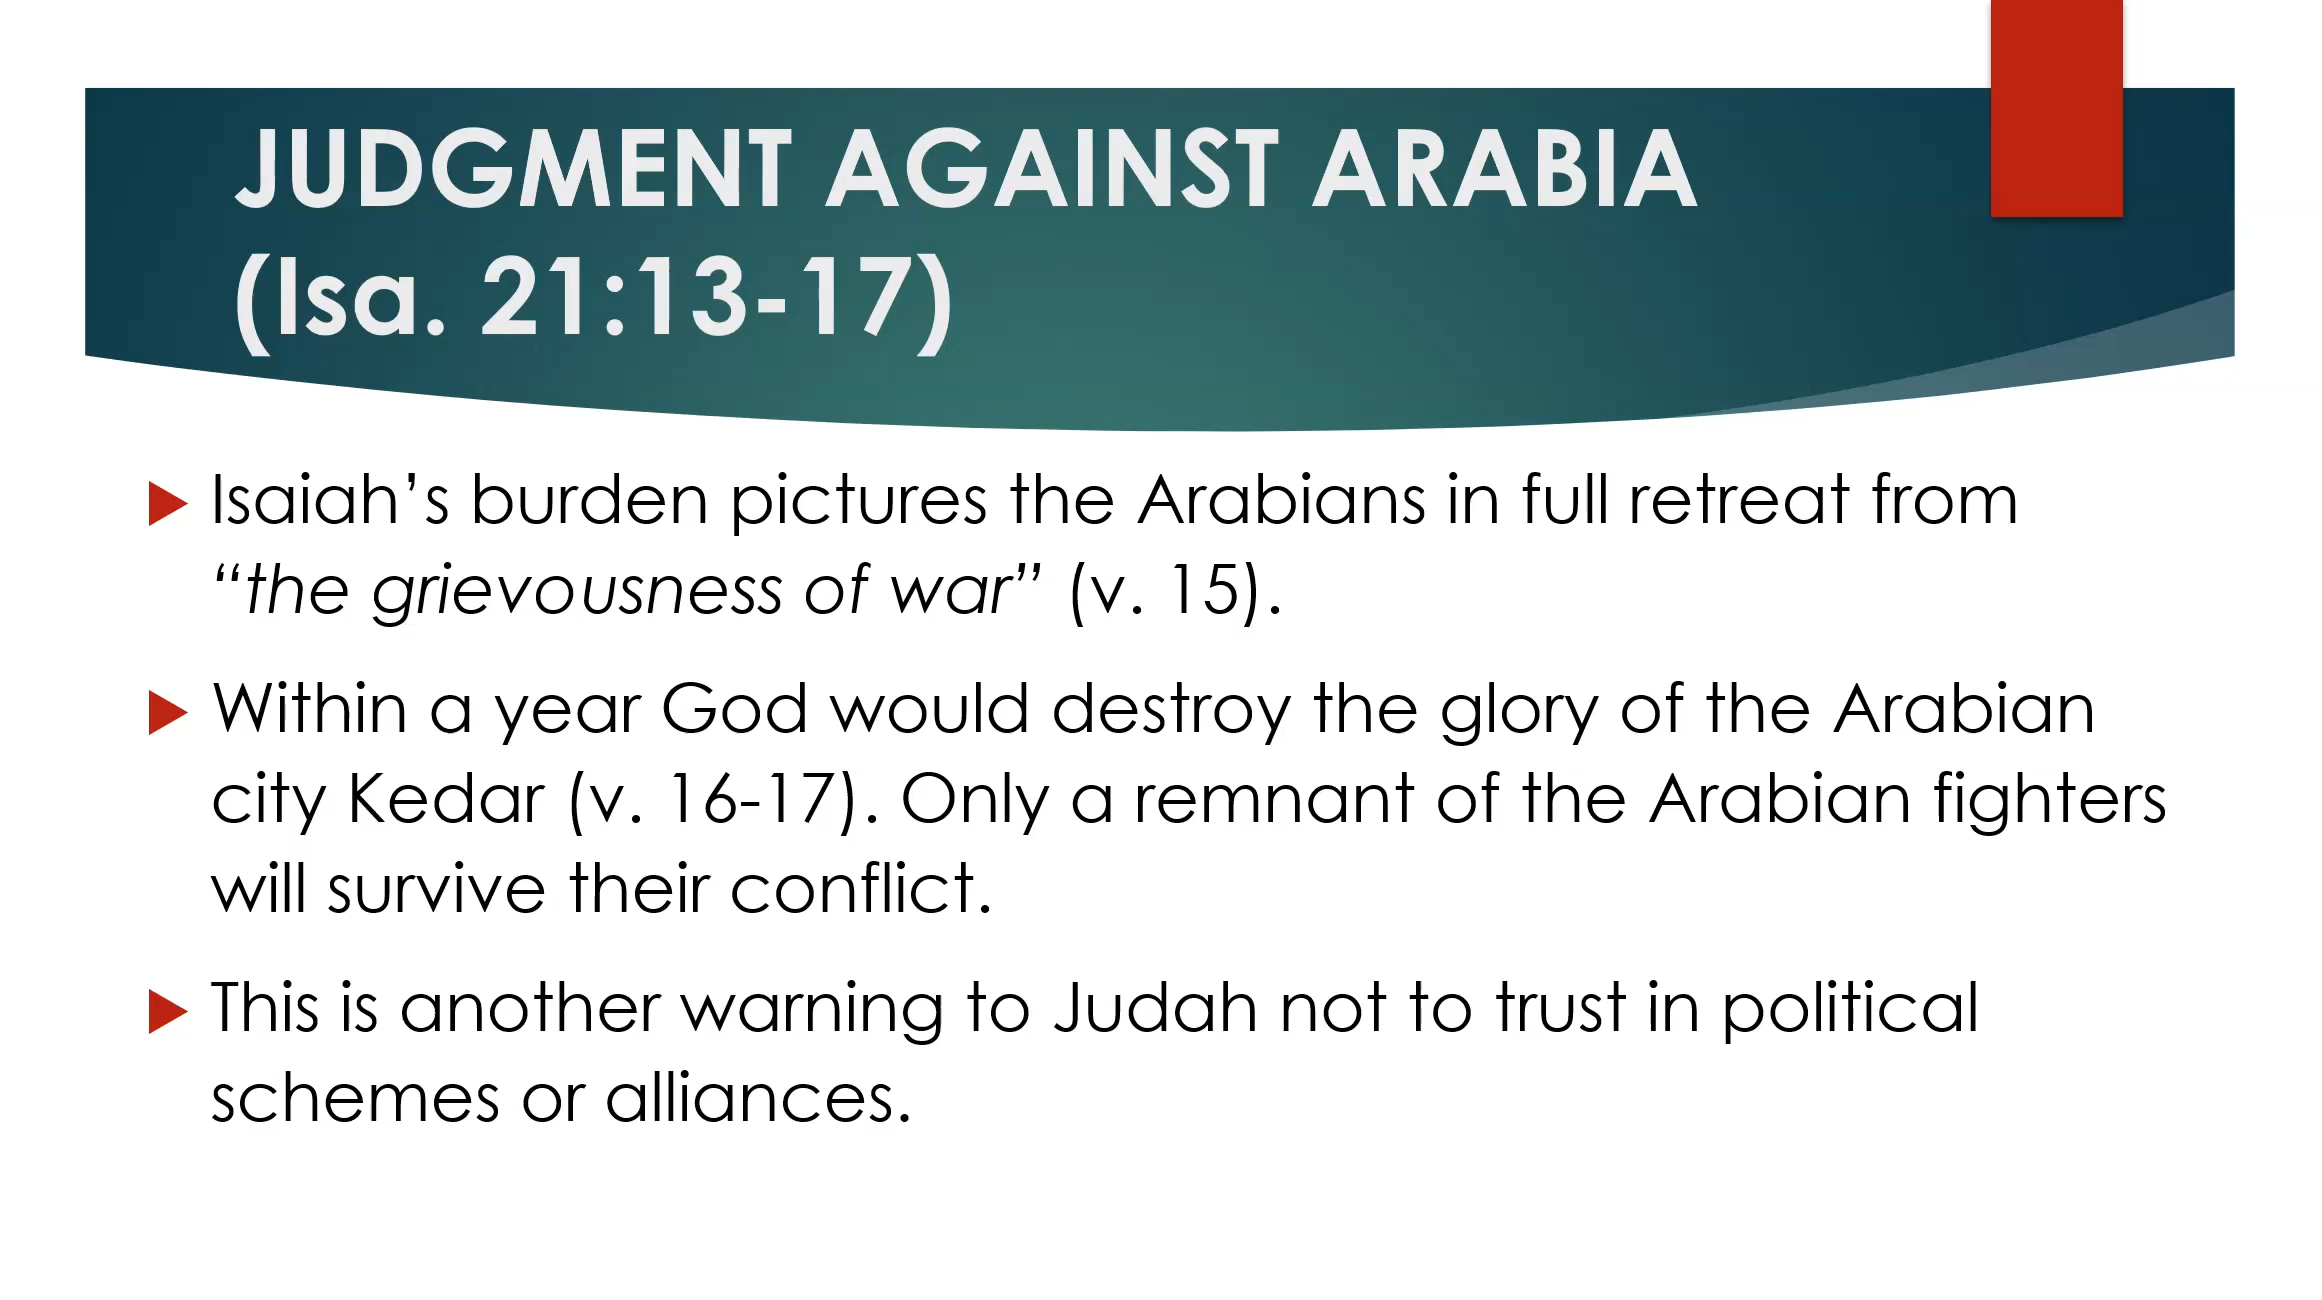 JUDGMENT AGAINST ARABIA
(Isa. 21:13-17)
Isaiah’s burden pictures the Arabians in full retreat from
“the grievousness of war” (v. 15).
Within a year God would destroy the glory of the Arabian
city Kedar (v. 16-17). Only a remnant of the Arabian fighters
will survive their conflict.
This is another warning to Judah not to trust in political
schemes or alliances.